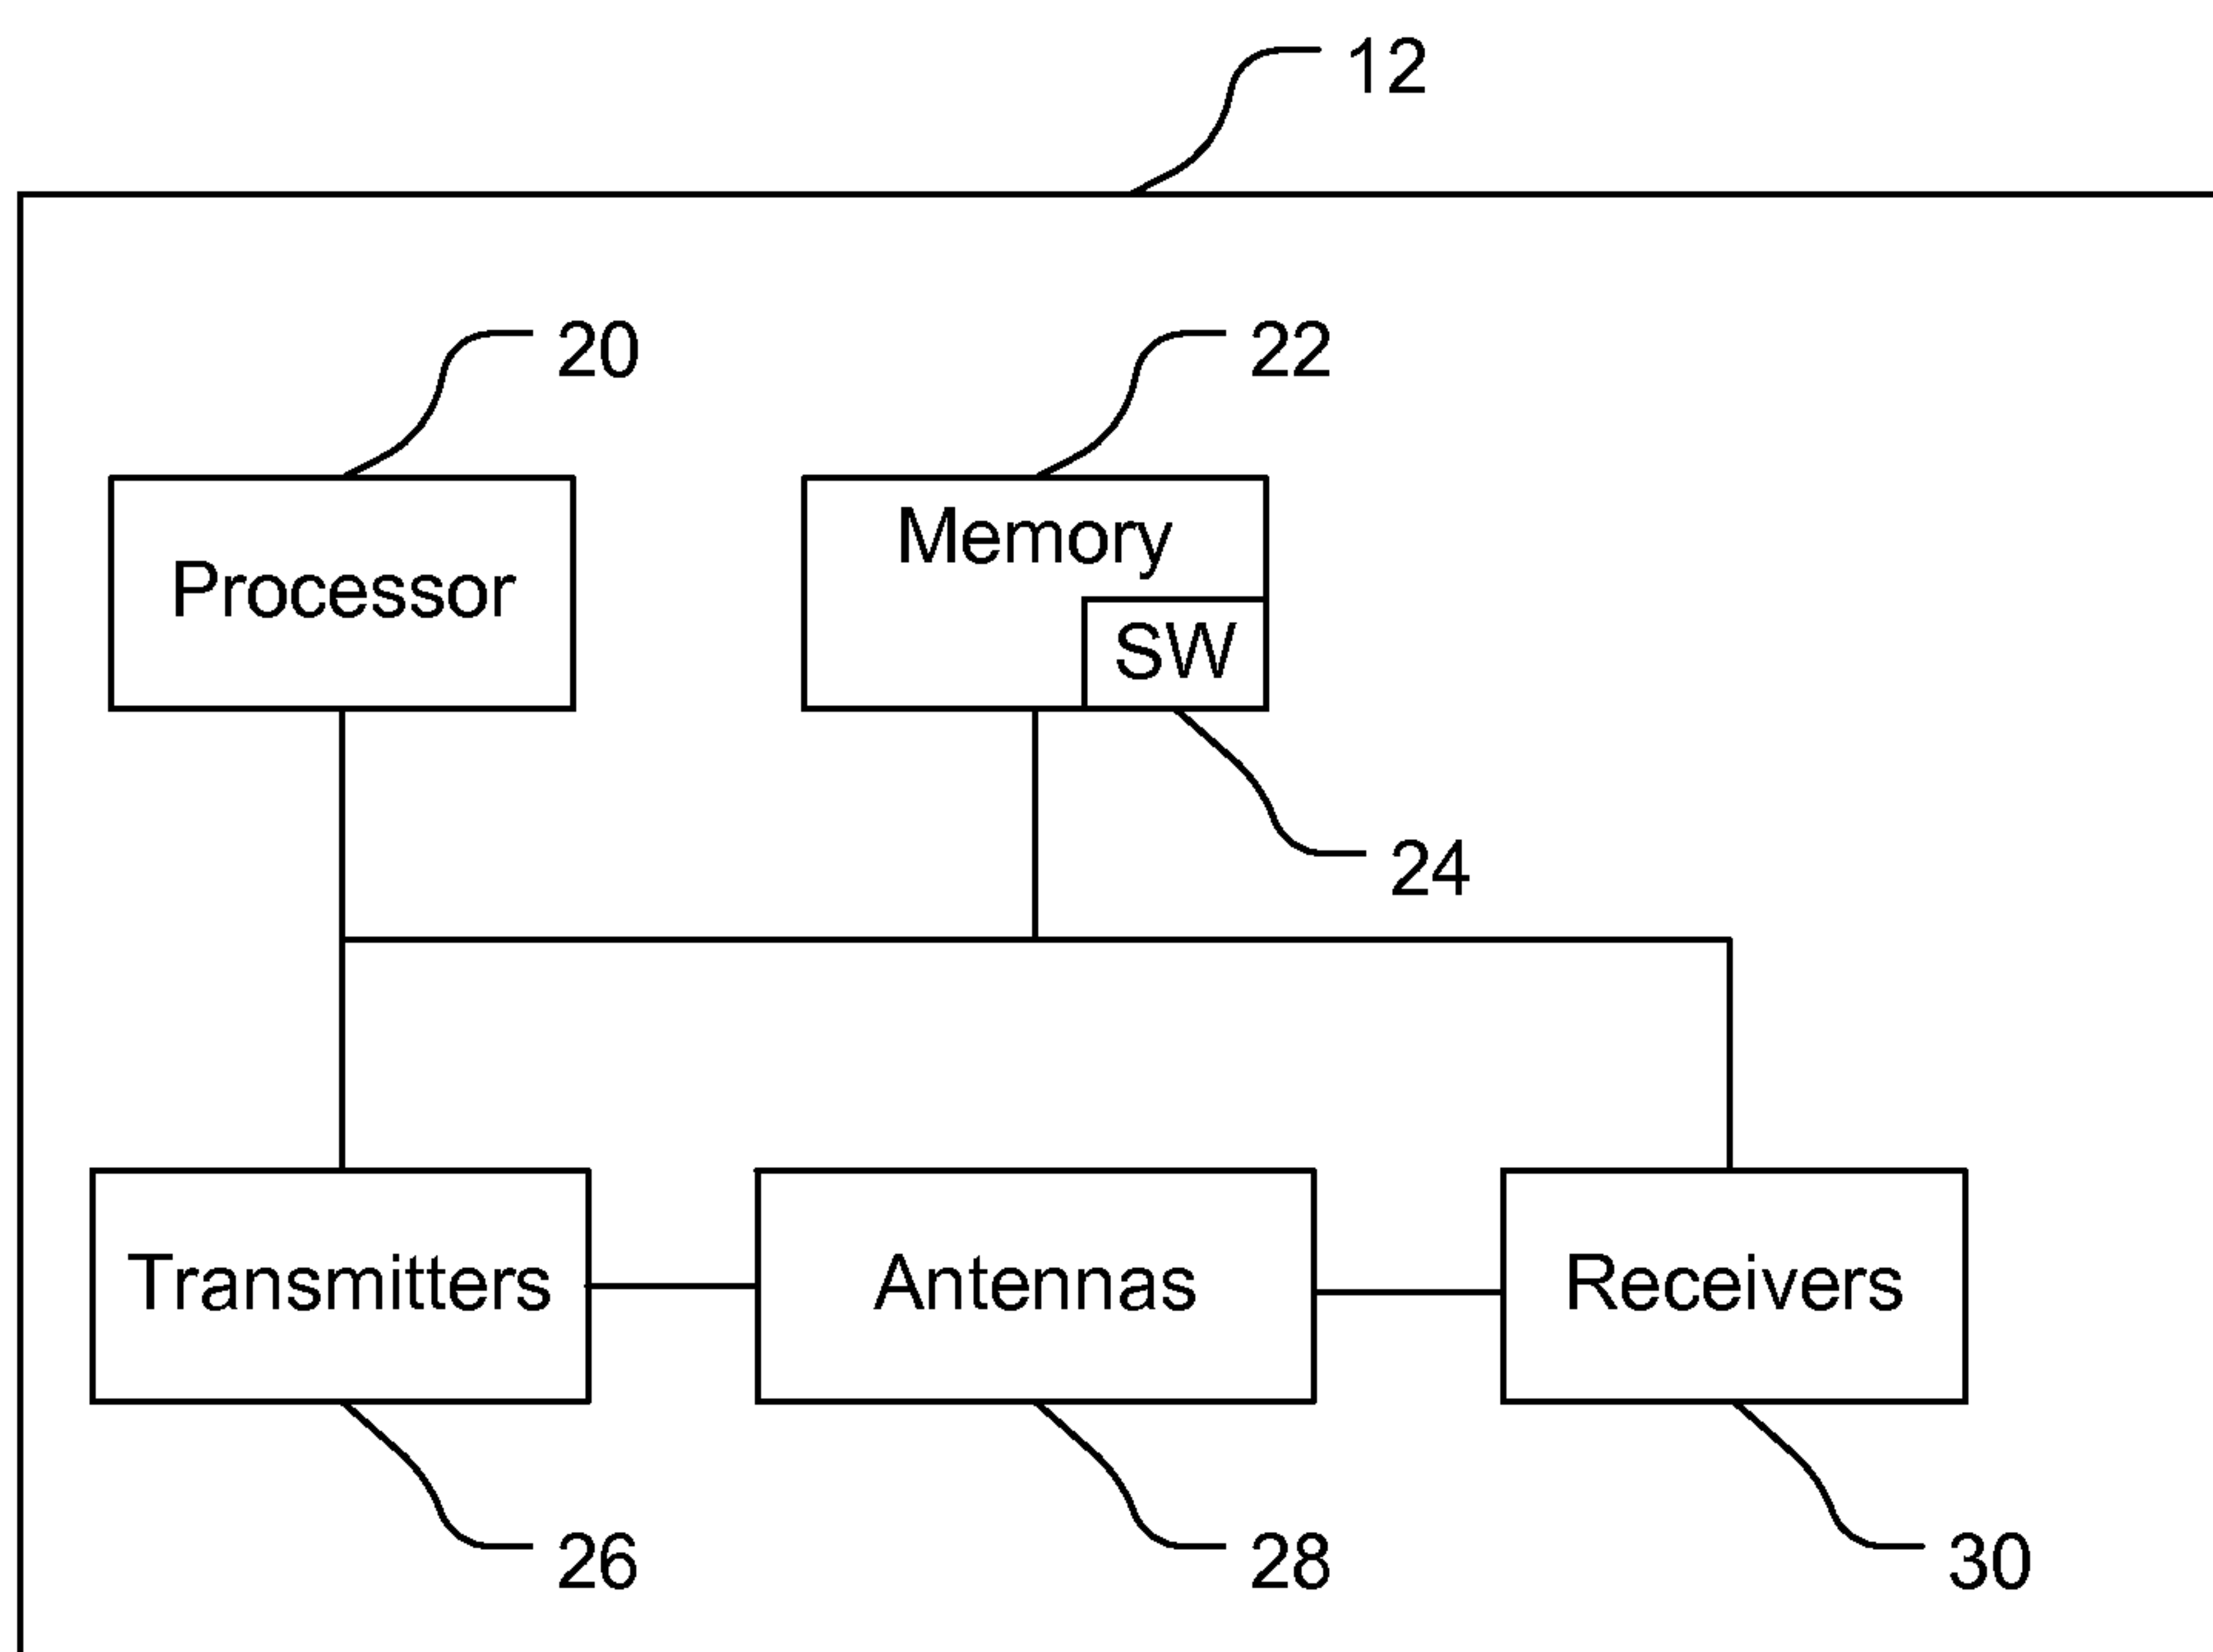 12
20
22
Processor
Memory
SW
24
Transmitters
Antennas
Receivers
26
28
30